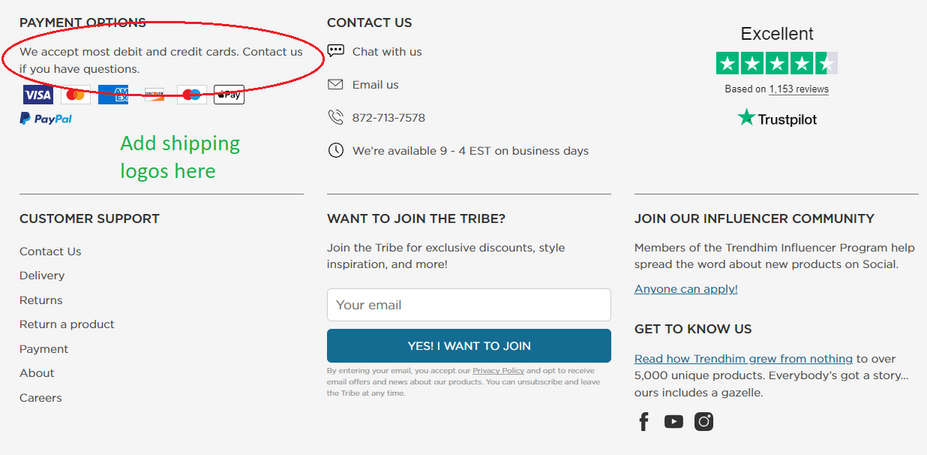 PAYMENT OPTIONS
We accept most debit and credit cards. Contact us
if you have questions.
VISA
AM
EX
DISCOVER
Pay
PayPal
Add shipping
logos here
CONTACT US
Chat with us
Email us
872-713-7578
We’re available 9 - 4 EST on business days
Excellent
Based on 1,153 reviews
Trustpilot
CUSTOMER SUPPORT
Contact Us
Delivery
Returns
Return a product
Payment
About
Careers
WANT TO JOIN THE TRIBE?
Join the Tribe for exclusive discounts, style
inspiration, and more!
Your email
YES! I WANT TO JOIN
By entering your email, you accept our Privacy Policy and opt to receive
email offers and news about our products. You can unsubscribe and leave
the Tribe at any time.
JOIN OUR INFLUENCER COMMUNITY
Members of the Trendhim Influencer Program help
spread the word about new products on Social.
Anyone can apply!
GET TO KNOW US
Read how Trendhim grew from nothing to over
5,000 unique products. Everybody’s got a story...
ours includes a gazelle.